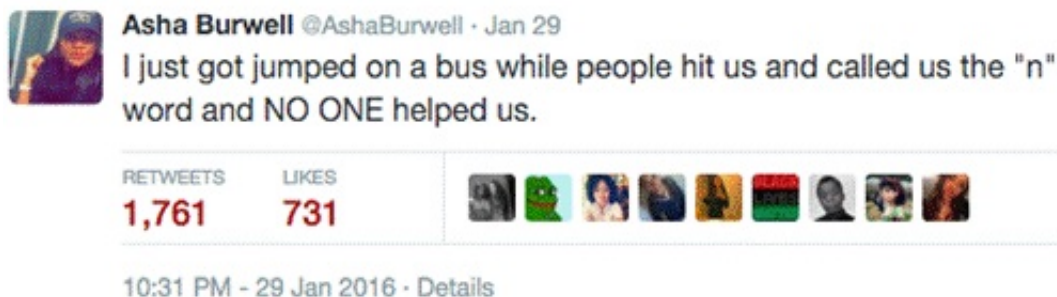 Asha Burwell @AshaBurwell · Jan 29
I just got jumped on a bus while people hit us and called us the "n"
word and NO ONE helped us.
RETWEETS LIKES
1,761 731
10:31 PM - 29 Jan 2016 · Details